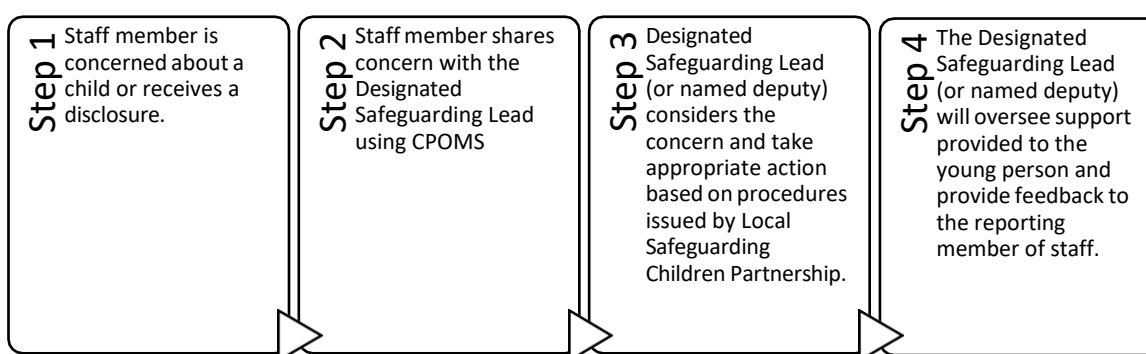 Step 1
Staff member is
concerned about a
child or receives a
disclosure.
Step 2
Staff member shares
concern with the
Designated
Safeguarding Lead
using CPOMS
Step 3
Designated
Safeguarding Lead
(or named deputy)
considers the
concern and take
appropriate action
based on procedures
issued by Local
Safeguarding
Children Partnership.
Step 4
The Designated
Safeguarding Lead
(or named deputy)
will oversee support
provided to the
young person and
provide feedback to
the reporting
member of staff.